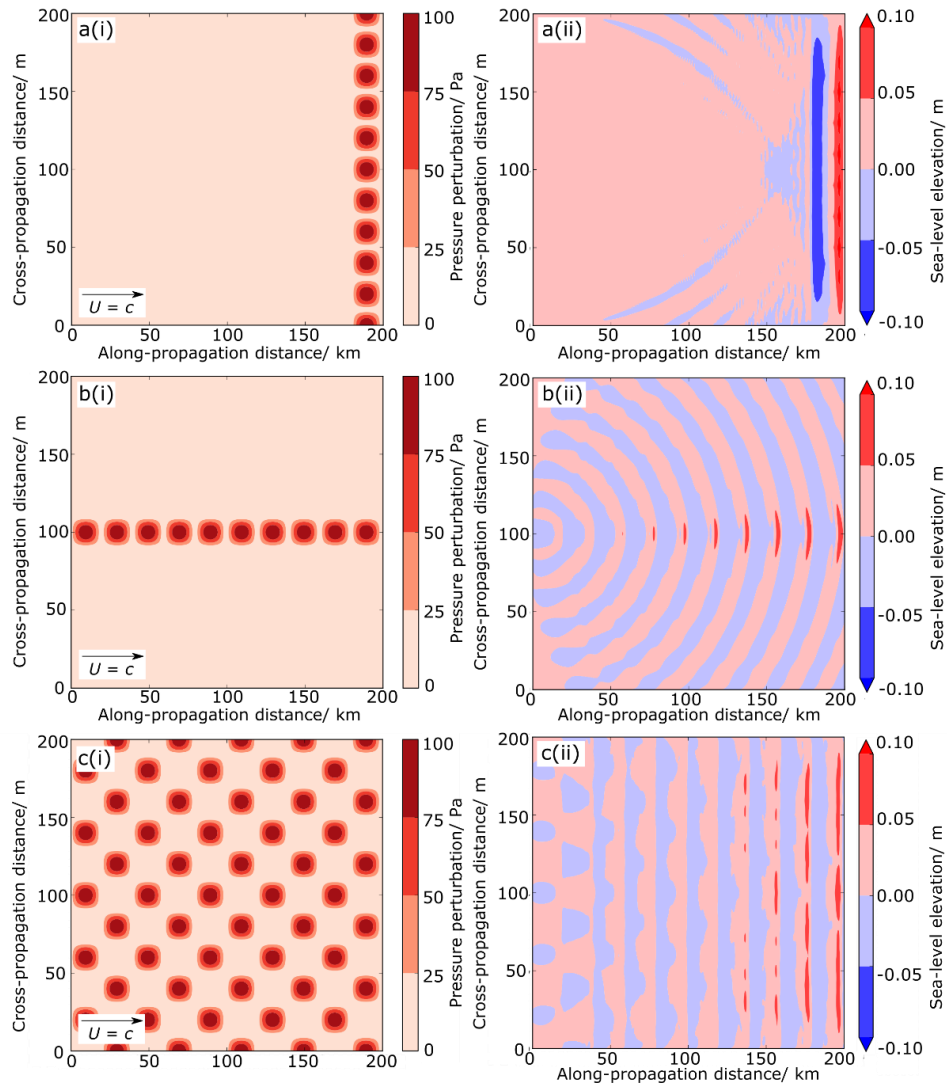 a(i)
Cross-propagation distance/ m
200
150
100
50
0
U = c
0 50 100 150 200
Along-propagation distance/ km
100
75
50
25
0
Pressure perturbation/ Pa
a(ii)
Cross-propagation distance/ m
200
150
100
50
0
0 50 100 150 200
Along-propagation distance/ km
0.10
0.05
0.00
-0.05
-0.10
Sea-level elevation/ m
b(i)
Cross-propagation distance/ m
200
150
100
50
0
U = c
0 50 100 150 200
Along-propagation distance/ km
100
75
50
25
0
Pressure perturbation/ Pa
b(ii)
Cross-propagation distance/ m
200
150
100
50
0
0 50 100 150 200
Along-propagation distance/ km
0.10
0.05
0.00
-0.05
-0.10
Sea-level elevation/ m
c(i)
Cross-propagation distance/ m
200
150
100
50
0
U = c
0 50 100 150 200
Along-propagation distance/ km
100
75
50
25
0
Pressure perturbation/ Pa
c(ii)
Cross-propagation distance/ m
200
150
100
50
0
0 50 100 150 200
Along-propagation distance/ km
0.10
0.05
0.00
-0.05
-0.10
Sea-level elevation/ m